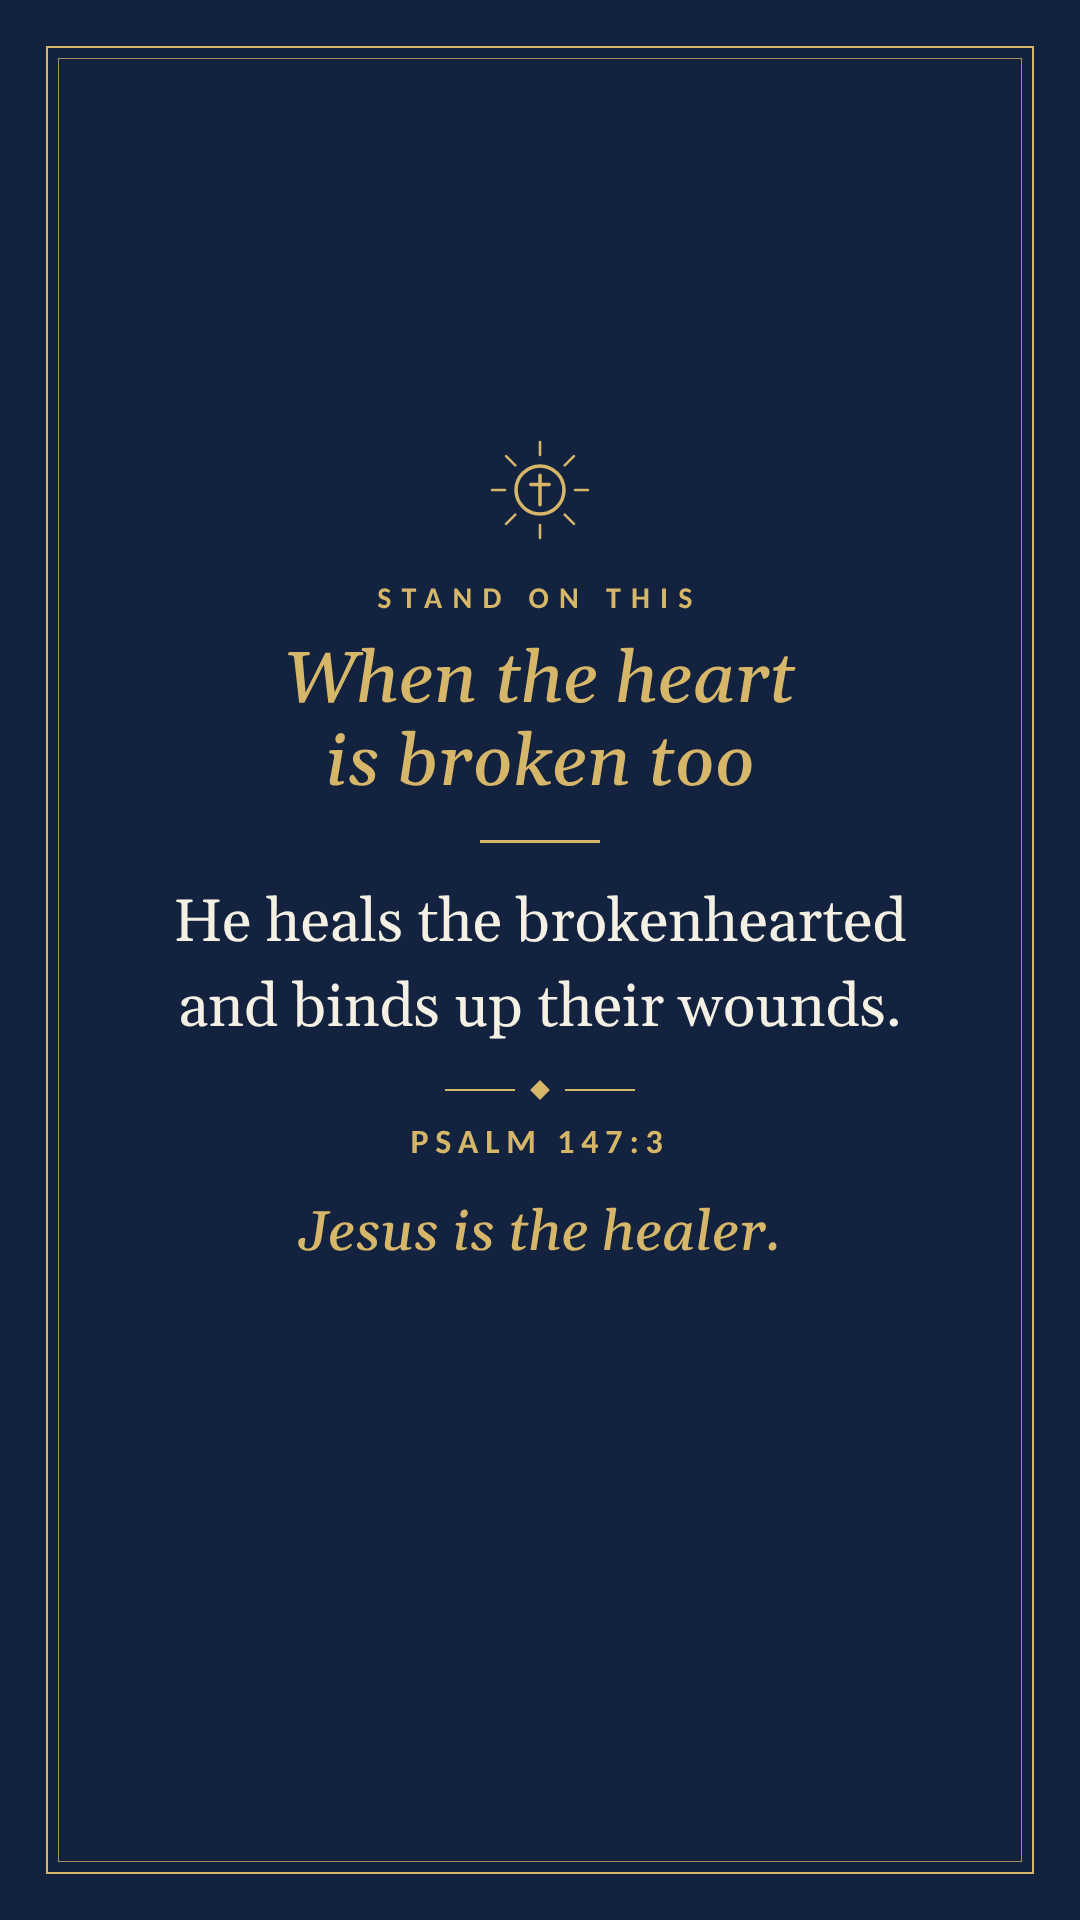 STAND ON THIS
When the heart
is broken too
He heals the brokenhearted
and binds up their wounds.
PSALM 147:3
Jesus is the healer.